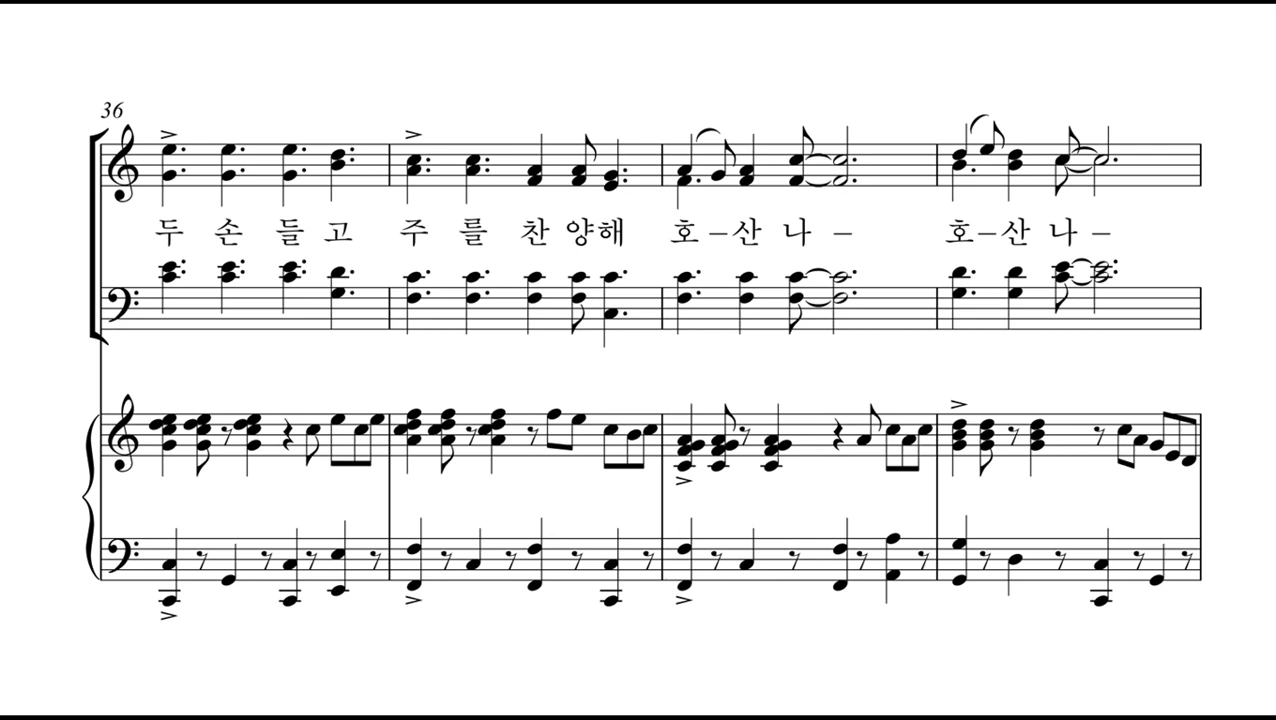 36
두 손 들 고 주 를 찬 양 해 호 – 산 나 – 호 – 산 나 –